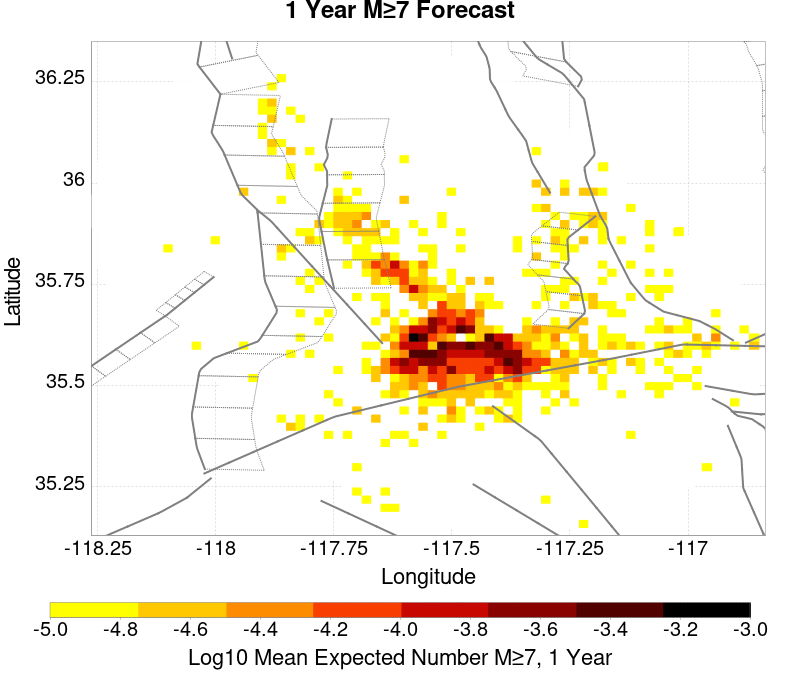 1 Year M≥7 Forecast
36.25
36
35.75
35.5
35.25
Latitude
-118.25 -118 -117.75 -117.5 -117.25 -117
Longitude
-5.0 -4.8 -4.6 -4.4 -4.2 -4.0 -3.8 -3.6 -3.4 -3.2 -3.0
Log10 Mean Expected Number M≥7, 1 Year